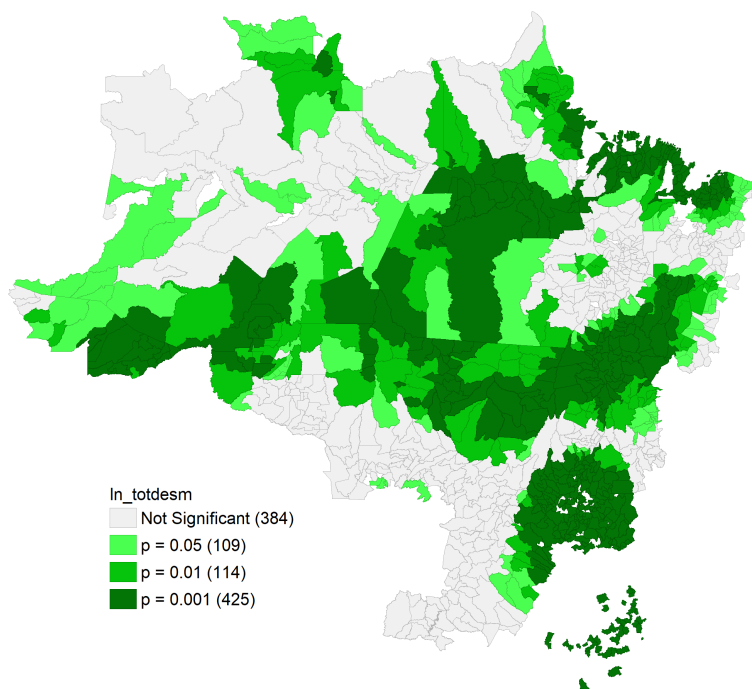 ln_totdesm
Not Significant (384)
p = 0.05 (109)
p = 0.01 (114)
p = 0.001 (425)